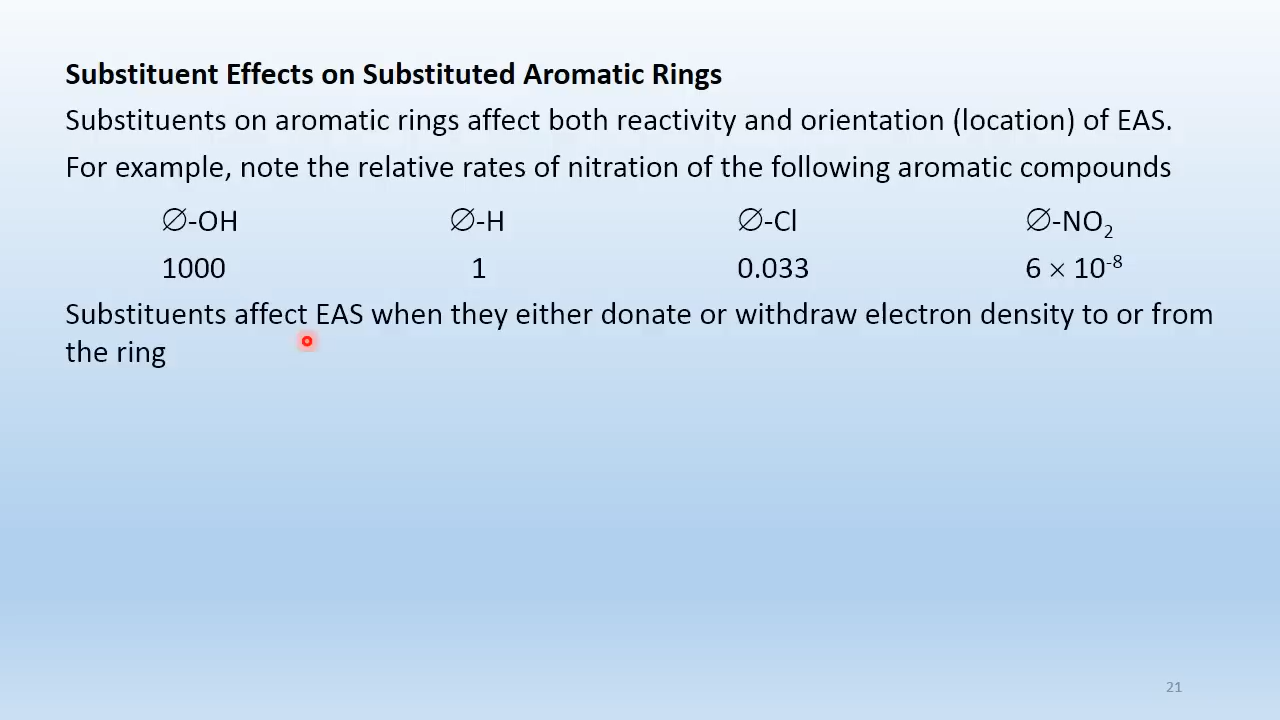 Substituent Effects on Substituted Aromatic Rings
Substituents on aromatic rings affect both reactivity and orientation (location) of EAS.
For example, note the relative rates of nitration of the following aromatic compounds
∅-OH ∅-H ∅-Cl ∅-NO₂
1000 1 0.033 6 × 10⁻⁸
Substituents affect EAS when they either donate or withdraw electron density to or from
the ring
21